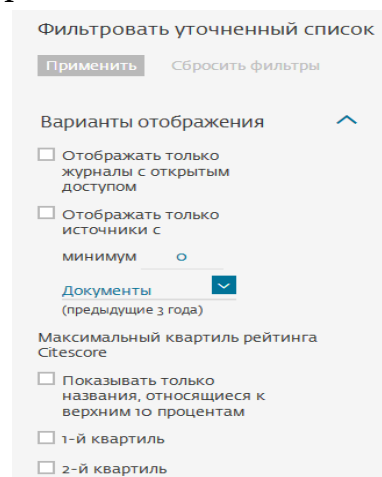 Фильтровать уточненный список
Применить Сбросить фильтры
Варианты отображения
Отображать только
журналы с открытым
доступом
Отображать только
источники с
минимум 0
Документы
(предыдущие 3 года)
Максимальный квартиль рейтинга
Citescore
Показывать только
названия, относящиеся к
верхним 10 процентам
1-й квартиль
2-й квартиль